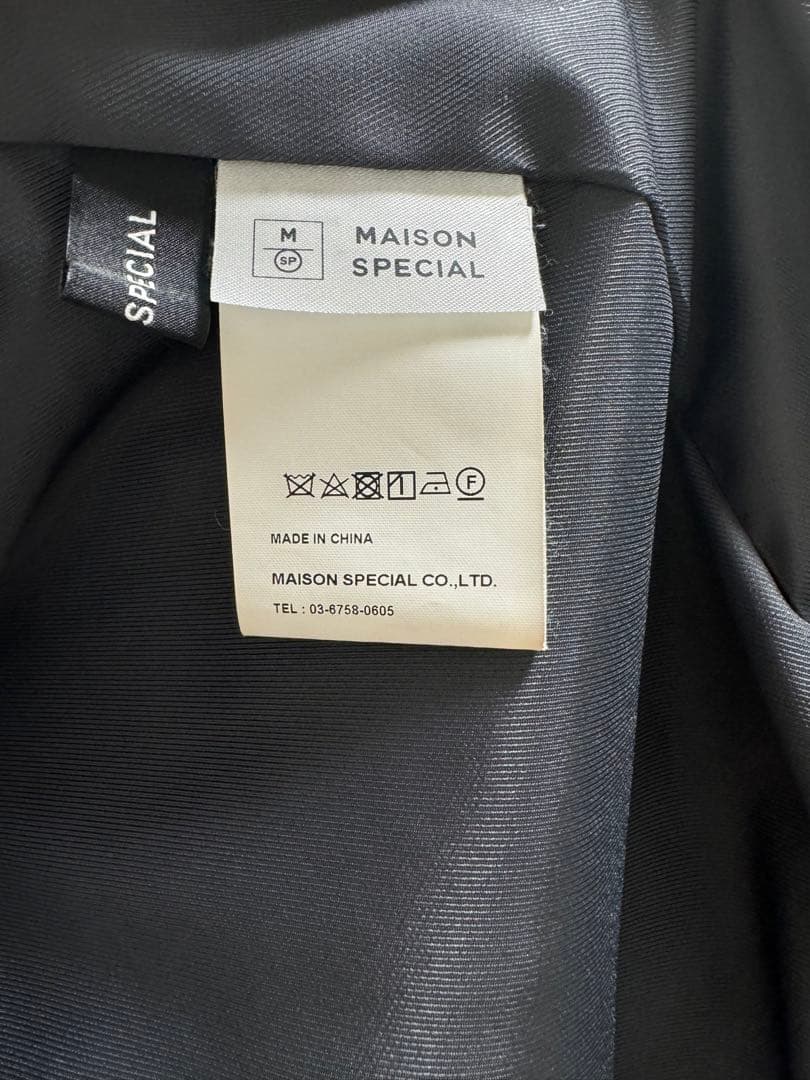 SPECIAL
M
SP
MAISON
SPECIAL
F
MADE IN CHINA
MAISON SPECIAL CO.,LTD.
TEL : 03-6758-0605